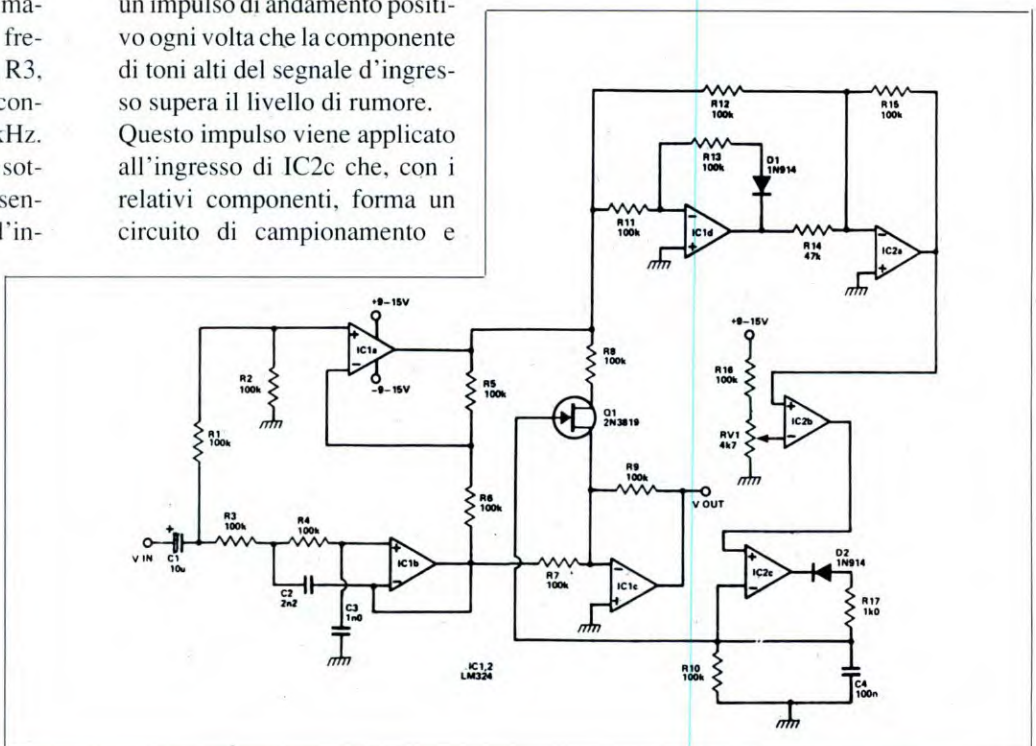 ma-
fre-
R3,
con-
kHz.
sot-
sen-
l'in-
un impulso di andamento positi-
vo ogni volta che la componente
di toni alti del segnale d'ingres-
so supera il livello di rumore.
Questo impulso viene applicato
all'ingresso di IC2c che, con i
relativi componenti, forma un
circuito di campionamento e
R12
100k
R15
100k
R13
100k
D1
1N914
R11
100k
-
+
IC1d
R14
47k
-
+
IC2a
+9-15V
+
-
IC1a
-9-15V
R2
100k
R1
100k
R5
100k
R8
100k
Q1
2N3819
+9-15V
R16
100k
RV1
4k7
+
-
IC2b
R6
100k
R9
100k
V OUT
V IN
+
C1
10u
R3
100k
R4
100k
C2
2n2
C3
1n0
+
-
IC1b
R7
100k
-
+
IC1c
+
-
IC2c
D2
1N914
R17
1k0
R10
100k
C4
100n
IC1,2
LM324